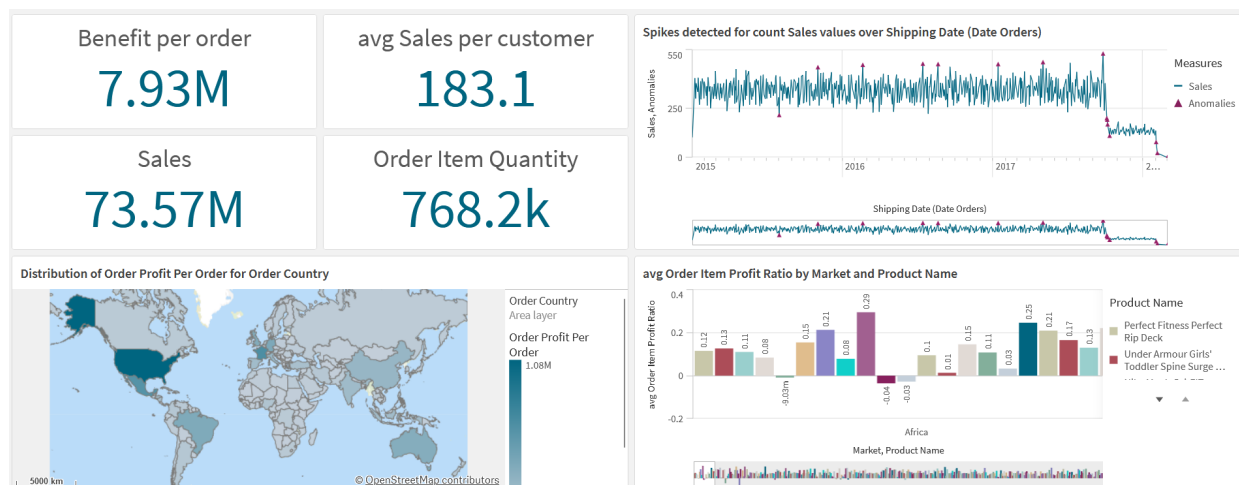 Benefit per order
7.93M
avg Sales per customer
183.1
Sales
73.57M
Order Item Quantity
768.2k
Spikes detected for count Sales values over Shipping Date (Date Orders)
Sales, Anomalies
550
250
0
2015
2016
2017
2...
Shipping Date (Date Orders)
Measures
Sales
Anomalies
Distribution of Order Profit Per Order for Order Country
5000 km
© OpenStreetMap contributors
Order Country
Area layer
Order Profit Per
Order
1.08M
avg Order Item Profit Ratio by Market and Product Name
avg Order Item Profit Ratio
0.4
0.2
0
-0.2
0.12
0.13
0.11
0.08
-9.03m
0.15
0.21
0.08
0.29
-0.04
-0.03
0.1
0.01
0.15
0.11
0.03
0.25
0.21
0.17
0.13
Africa
Market, Product Name
Product Name
Perfect Fitness Perfect
Rip Deck
Under Armour Girls'
Toddler Spine Surge ...